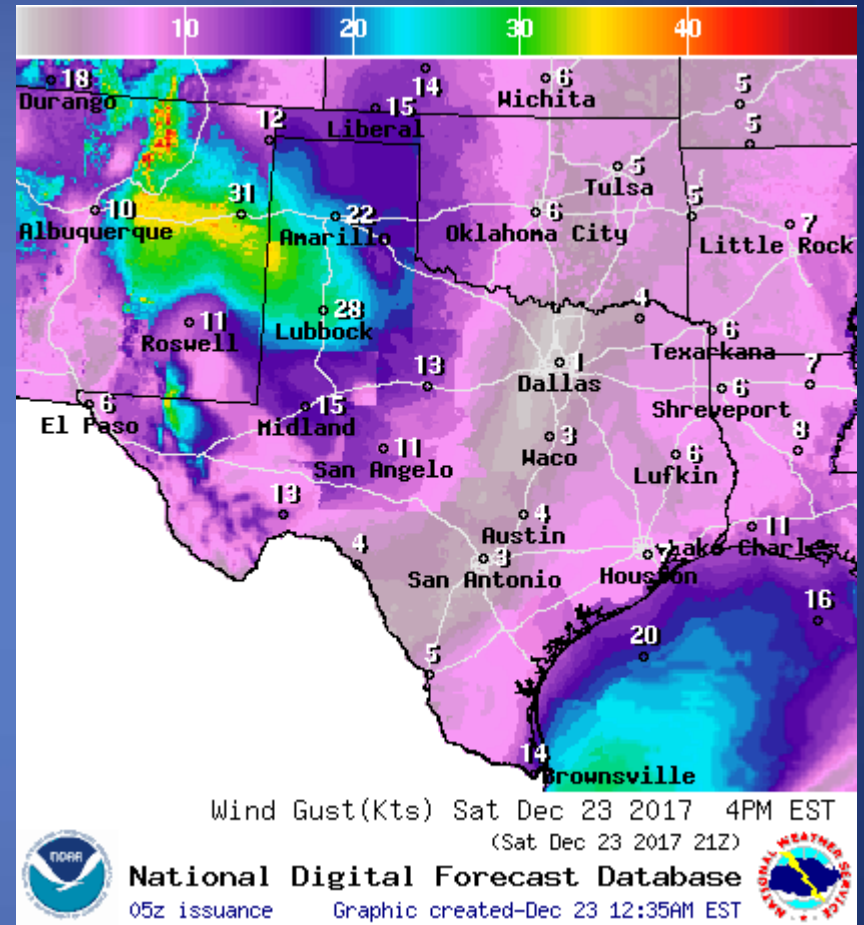 10 20 30 40
18
Durango
14
6
Wichita
5
15
Liberal
12
5
5
Tulsa
10
Albuquerque
31
22
Amarillo
6
Oklahoma City
5
7
Little Rock
11
Roswell
28
Lubbock
4
6
Texarkana
1
Dallas
13
7
6
Shreveport
6
El Paso
15
Midland
11
San Angelo
3
Waco
6
Lufkin
8
13
4
Austin
11
4
3
San Antonio
Houston
16
20
5
14
Brownsville
Wind Gust(Kts) Sat Dec 23 2017 4PM EST
(Sat Dec 23 2017 21Z)
NOAA
National Digital Forecast Database
05z issuance Graphic created-Dec 23 12:35AM EST
NATIONAL WEATHER SERVICE